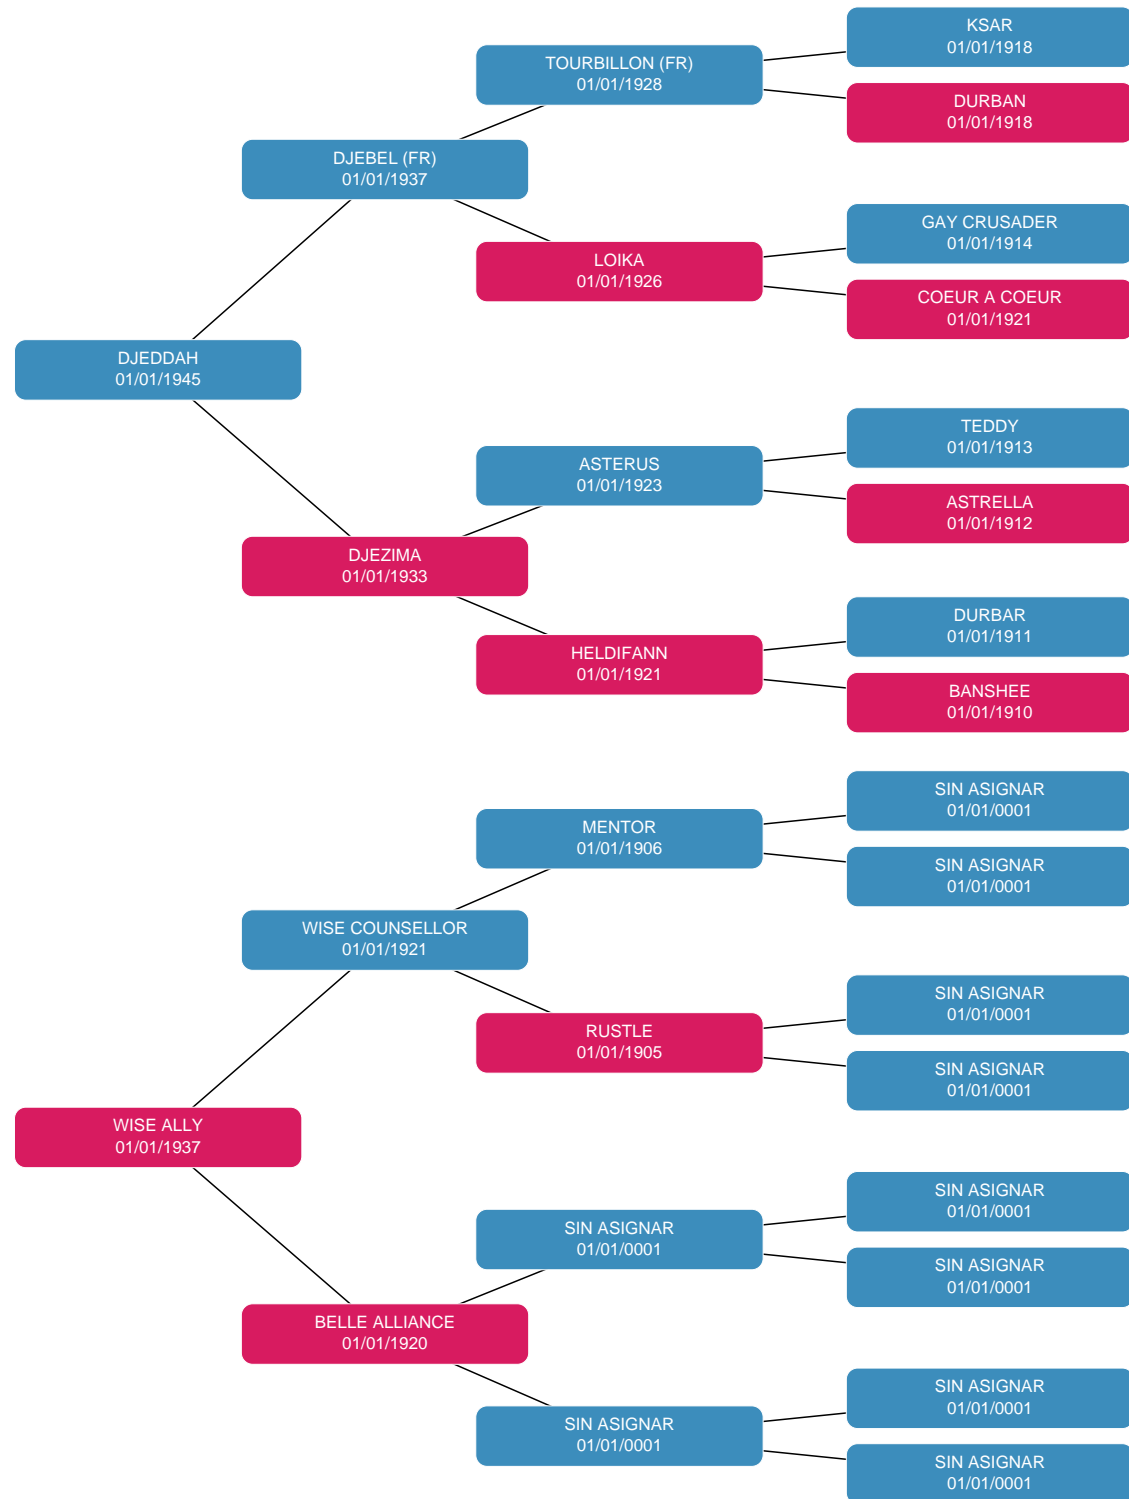 KSAR
01/01/1918
TOURBILLON (FR)
01/01/1928
DURBAN
01/01/1918
DJEBEL (FR)
01/01/1937
GAY CRUSADER
01/01/1914
LOIKA
01/01/1926
COEUR A COEUR
01/01/1921
DJEDDAH
01/01/1945
TEDDY
01/01/1913
ASTERUS
01/01/1923
ASTRELLA
01/01/1912
DJEZIMA
01/01/1933
DURBAR
01/01/1911
HELDIFANN
01/01/1921
BANSHEE
01/01/1910
SIN ASIGNAR
01/01/0001
MENTOR
01/01/1906
SIN ASIGNAR
01/01/0001
WISE COUNSELLOR
01/01/1921
SIN ASIGNAR
01/01/0001
RUSTLE
01/01/1905
SIN ASIGNAR
01/01/0001
WISE ALLY
01/01/1937
SIN ASIGNAR
01/01/0001
SIN ASIGNAR
01/01/0001
SIN ASIGNAR
01/01/0001
BELLE ALLIANCE
01/01/1920
SIN ASIGNAR
01/01/0001
SIN ASIGNAR
01/01/0001
SIN ASIGNAR
01/01/0001